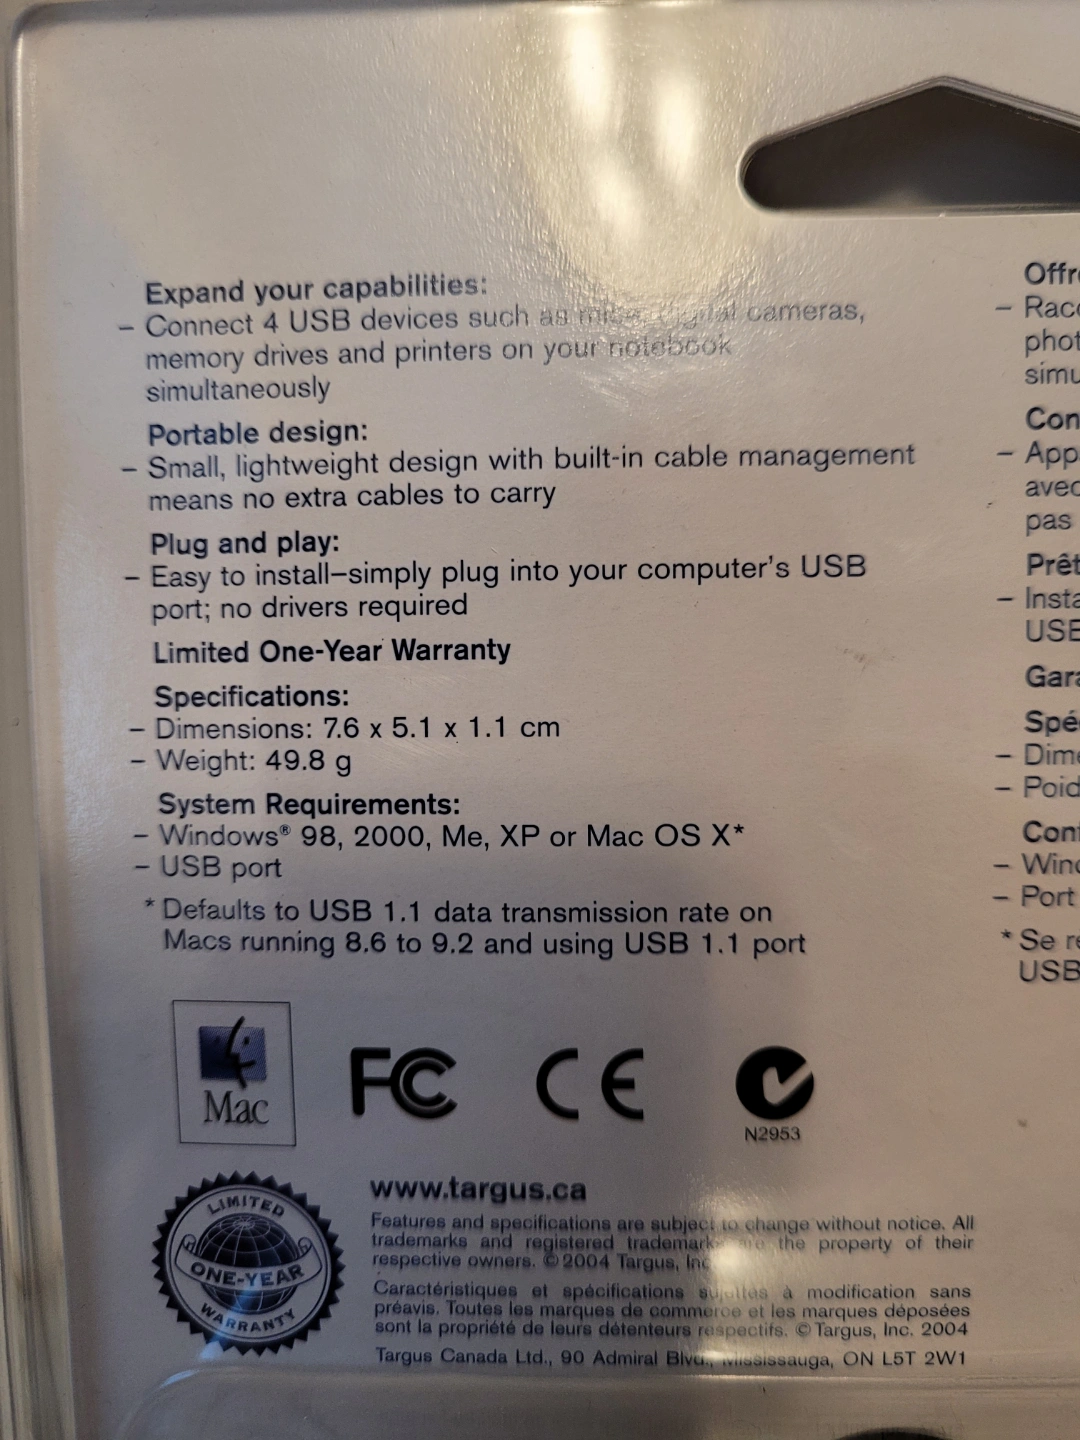 Expand your capabilities:
– Connect 4 USB devices such as mice, digital cameras,
memory drives and printers on your notebook
simultaneously
Portable design:
– Small, lightweight design with built-in cable management
means no extra cables to carry
Plug and play:
– Easy to install–simply plug into your computer's USB
port; no drivers required
Limited One-Year Warranty
Specifications:
– Dimensions: 7.6 x 5.1 x 1.1 cm
– Weight: 49.8 g
System Requirements:
– Windows® 98, 2000, Me, XP or Mac OS X*
– USB port
* Defaults to USB 1.1 data transmission rate on
Macs running 8.6 to 9.2 and using USB 1.1 port
Mac
FC
CE
N2953
LIMITED
ONE-YEAR
WARRANTY
www.targus.ca
Features and specifications are subject to change without notice. All
trademarks and registered trademarks are the property of their
respective owners. © 2004 Targus, Inc
Caractéristiques et spécifications sujettes à modification sans
préavis. Toutes les marques de commerce et les marques déposées
sont la propriété de leurs détenteurs respectifs. © Targus, Inc. 2004
Targus Canada Ltd., 90 Admiral Blvd., Mississauga, ON L5T 2W1
Offr
– Racc
phot
simu
Con
– App
avec
pas
Prêt
– Insta
USB
Gara
Spé
– Dime
– Poid
Conf
– Wind
– Port
* Se re
USB